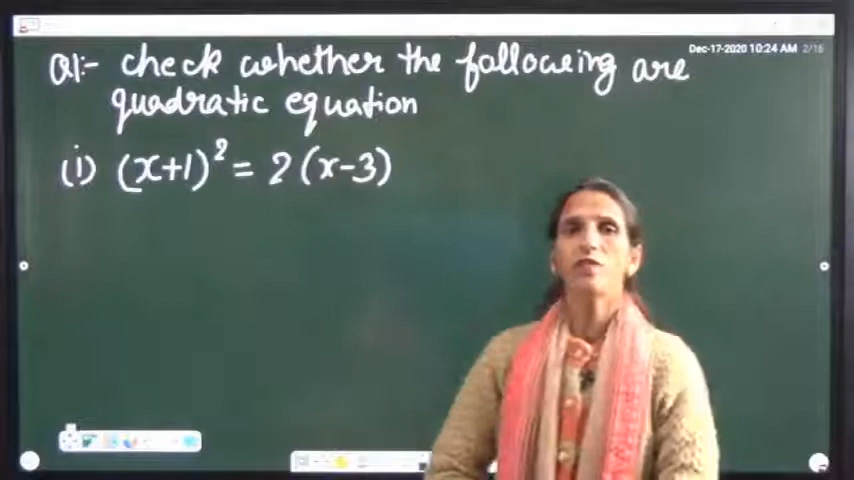 Q1:- check whether the following are
Dec-17-2020 10:24 AM 2/16
quadratic equation
(i) (x+1)² = 2(x-3)